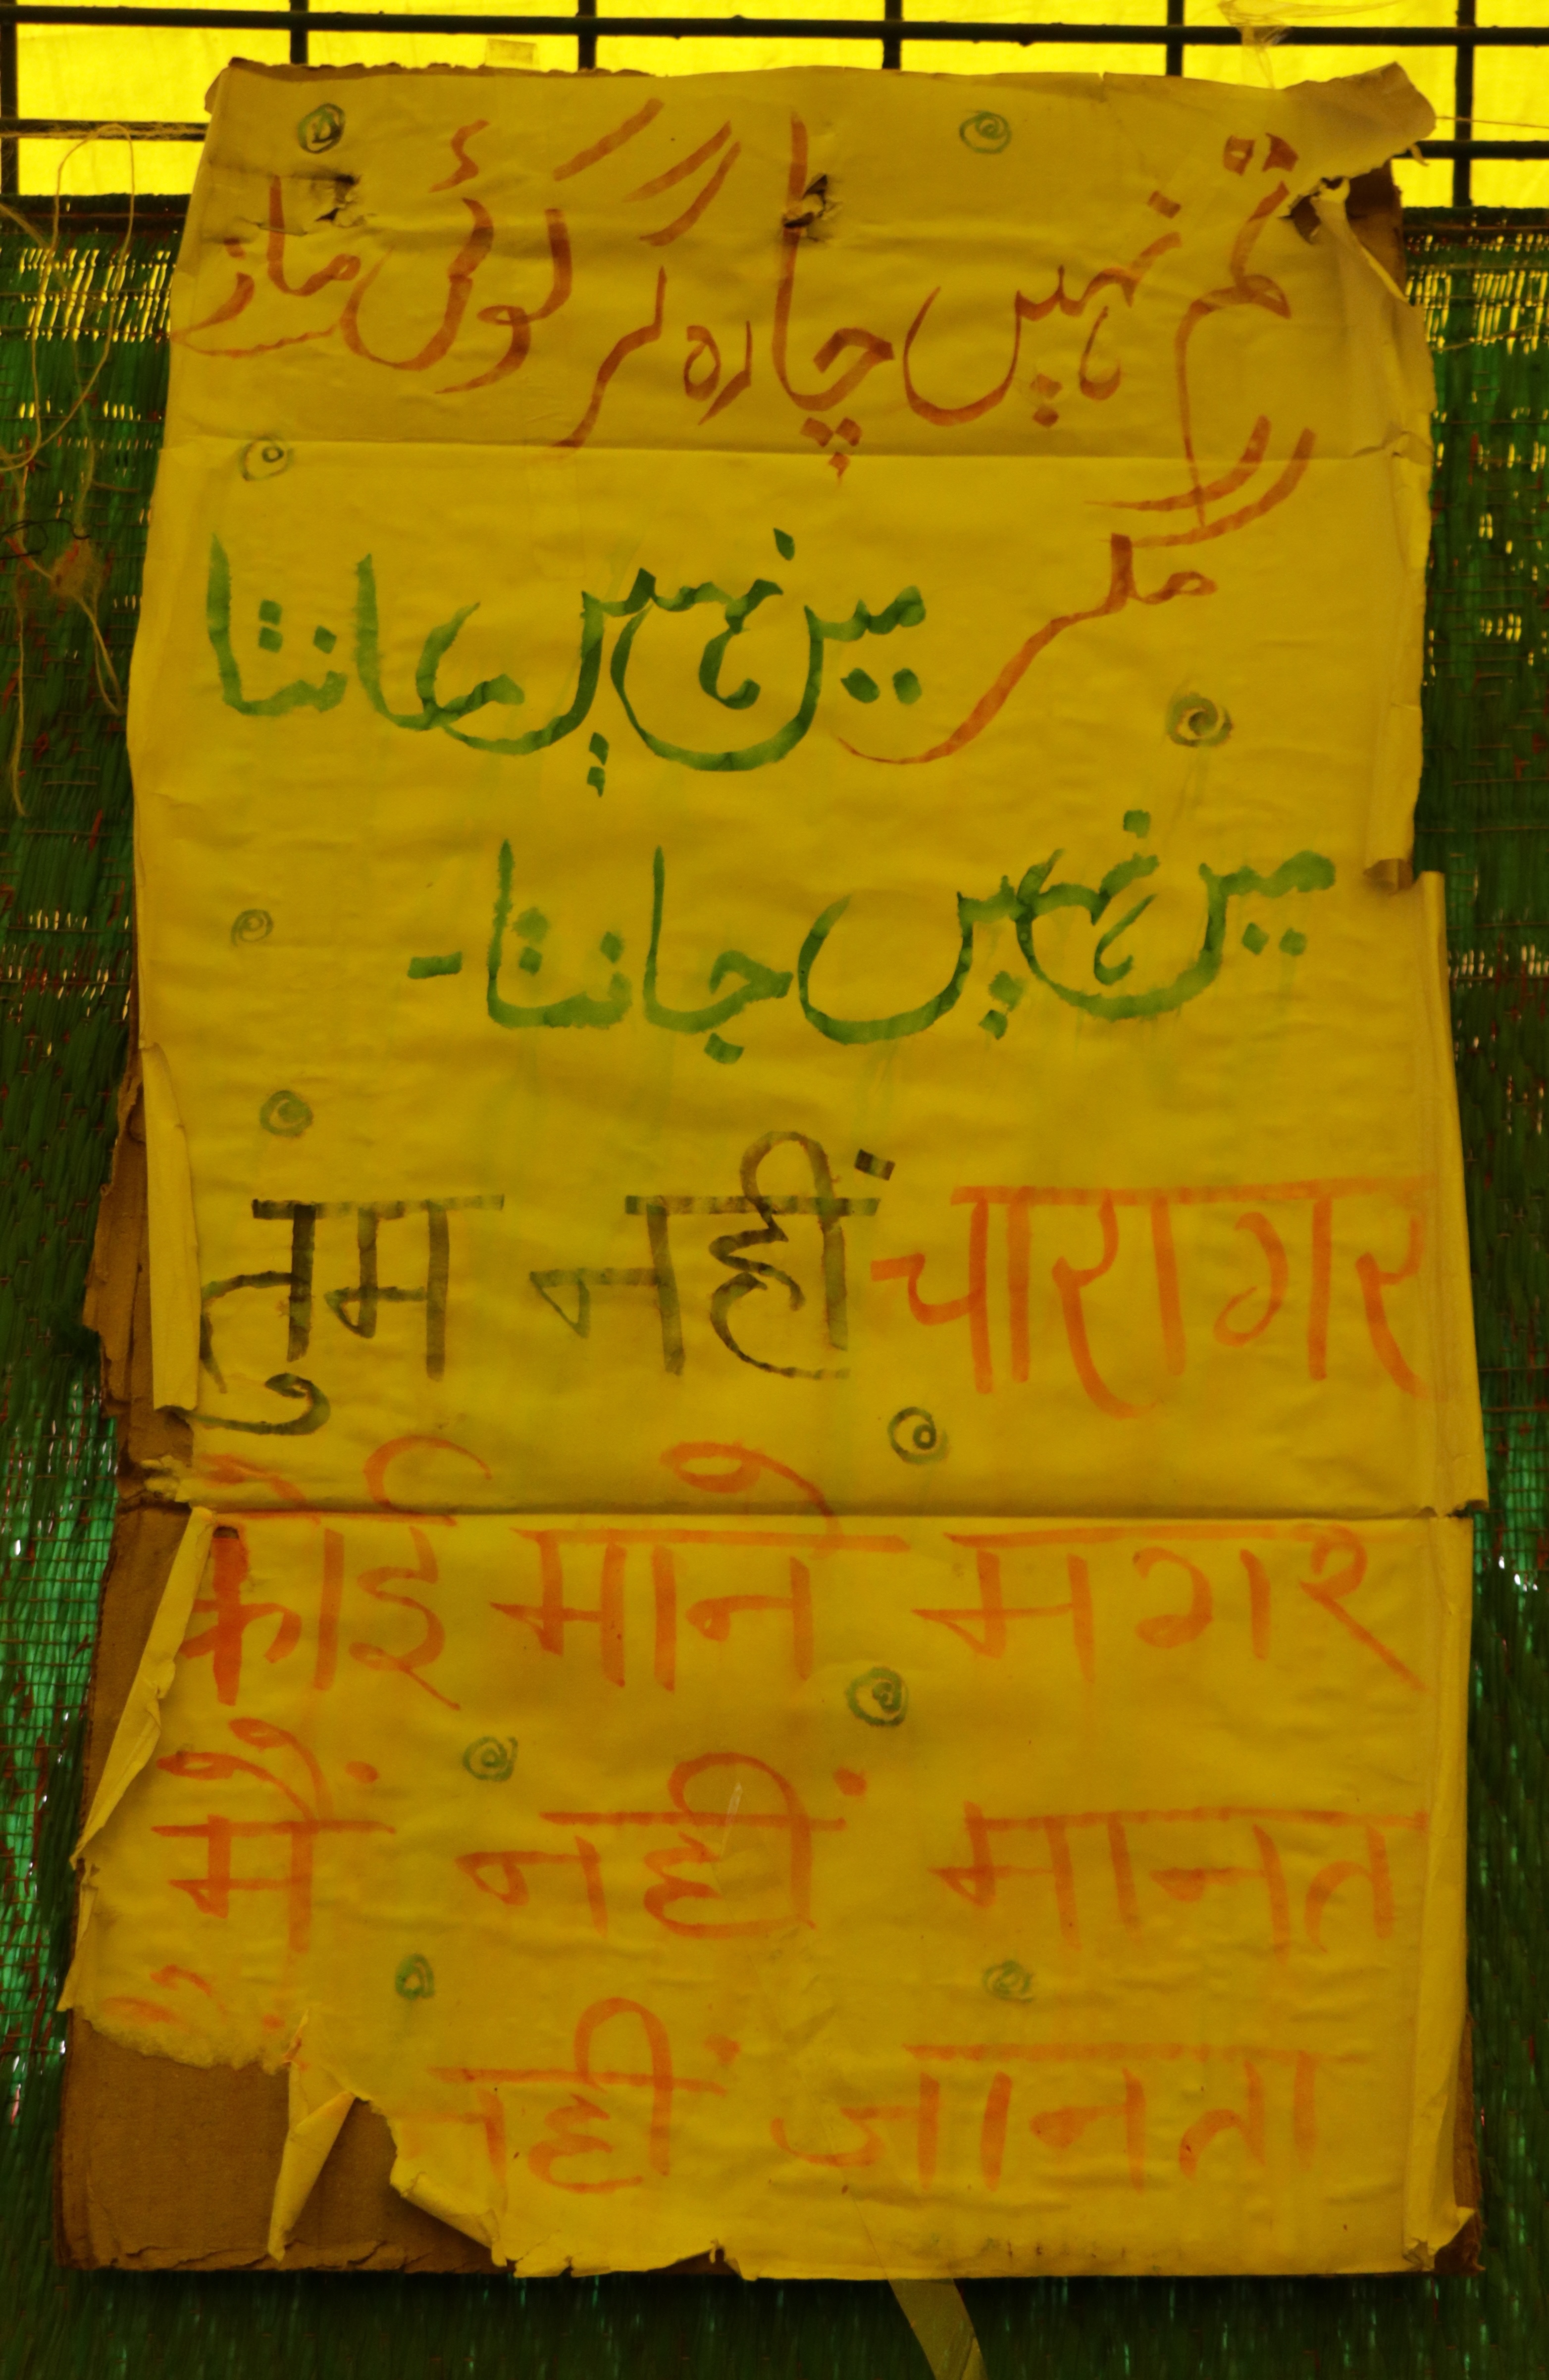 تم نہیں چارہ گر کوئی مانے
مگر میں نہیں مانتا
میں نہیں جانتا-
तुम नहीं चारागर
कोई माने मगर
मैं नहीं मानत
मैं नहीं जानता